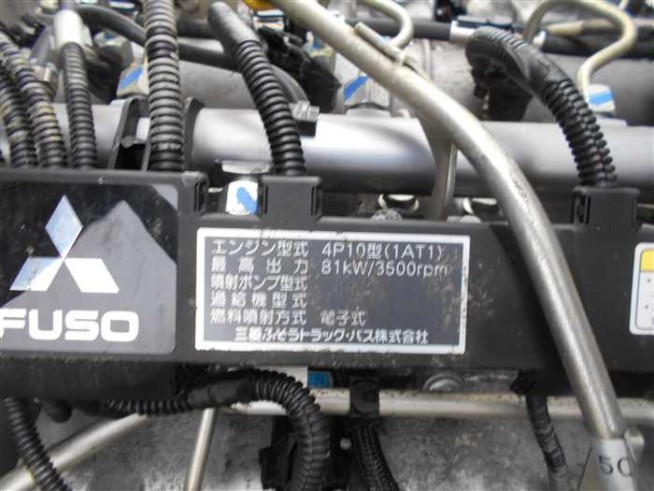 エンジン型式 4P10型(1AT1)
最高出力 81kW/3500rpm
噴射ポンプ型式
過給機型式
燃料噴射方式 電子式
三菱ふそうトラック・バス株式会社
FUSO
50